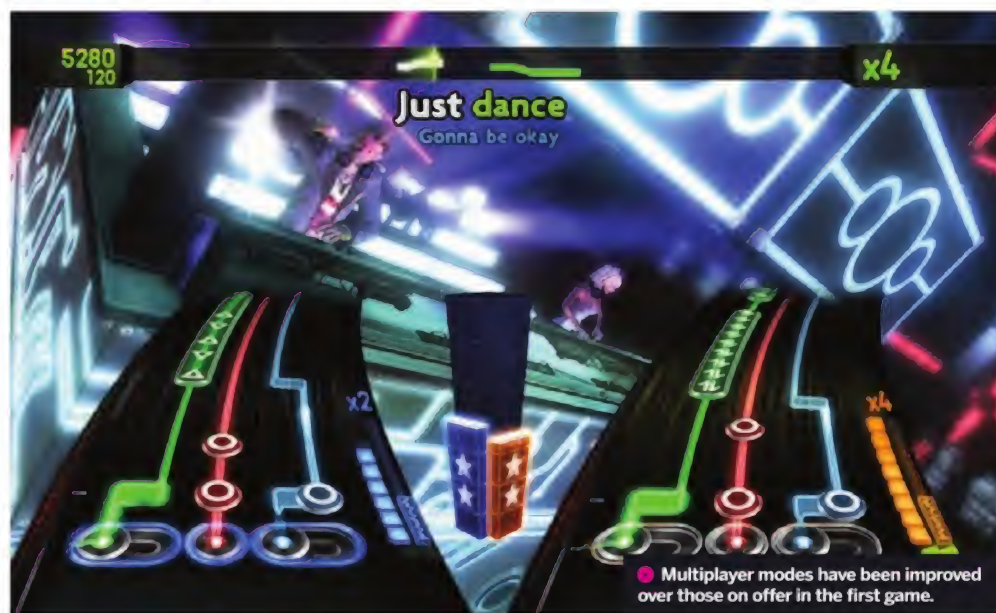 5280
120
x4
Just dance
Gonna be okay
x2
x4
Multiplayer modes have been improved
over those on offer in the first game.